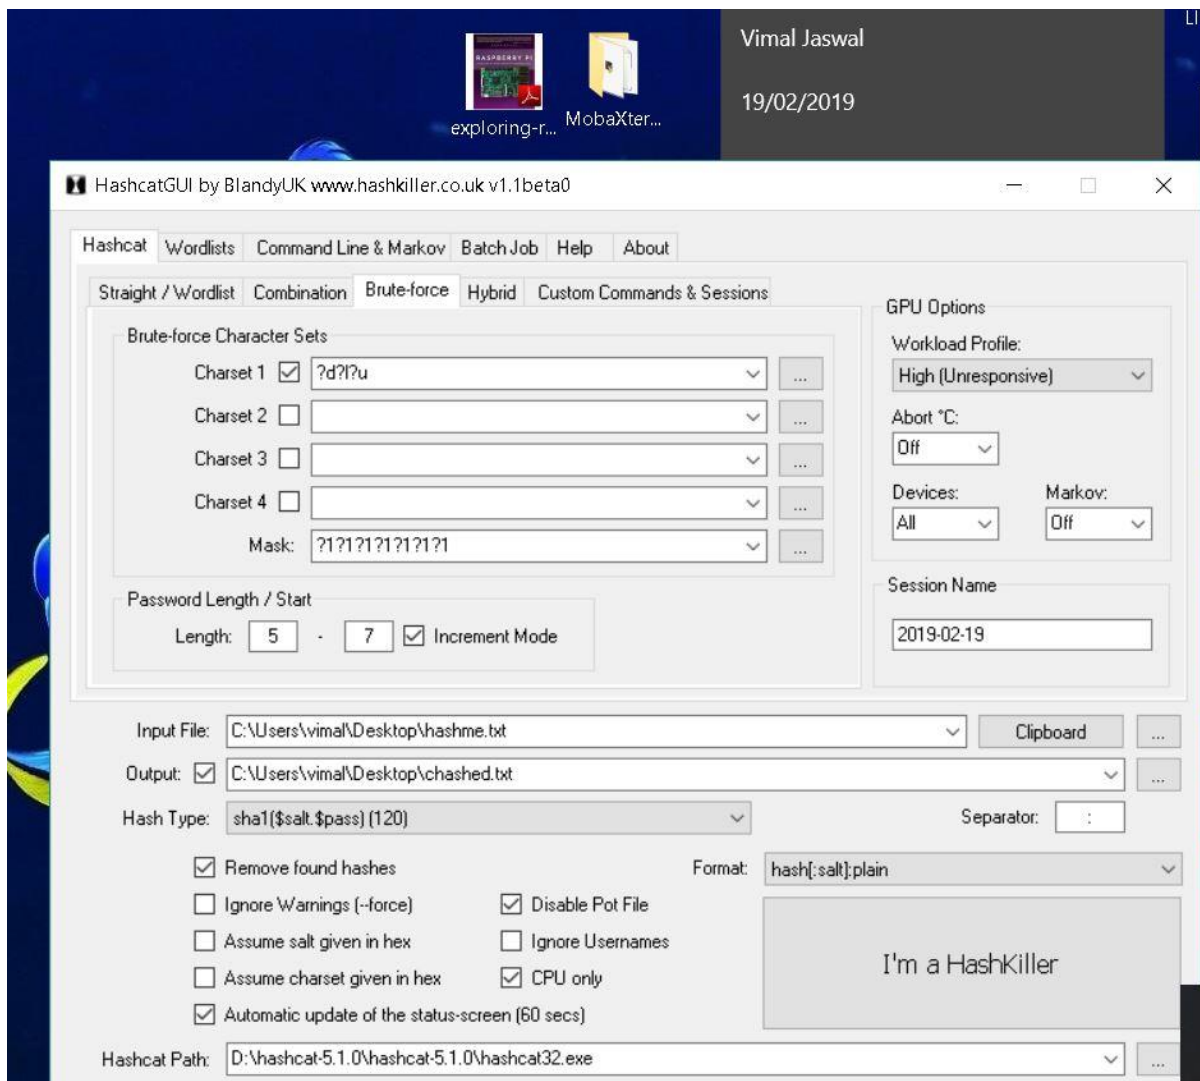 LI
Vimal Jaswal
19/02/2019
RASPBERRY PI
exploring-r...
MobaXter...
HashcatGUI by BlandyUK www.hashkiller.co.uk v1.1beta0
Hashcat Wordlists Command Line & Markov Batch Job Help About
Straight / Wordlist Combination Brute-force Hybrid Custom Commands & Sessions
Brute-force Character Sets
Charset 1 ?d?l?u ...
Charset 2 ...
Charset 3 ...
Charset 4 ...
Mask: ?1?1?1?1?1?1?1 ...
Password Length / Start
Length: 5 - 7 Increment Mode
GPU Options
Workload Profile:
High (Unresponsive)
Abort °C:
Off
Devices: Markov:
All Off
Session Name
2019-02-19
Input File: C:\Users\vimal\Desktop\hashme.txt Clipboard ...
Output: C:\Users\vimal\Desktop\chashed.txt ...
Hash Type: sha1($salt.$pass) (120) Separator: :
Remove found hashes Format: hash[:salt]:plain
Ignore Warnings (--force) Disable Pot File
Assume salt given in hex Ignore Usernames
Assume charset given in hex CPU only
I'm a HashKiller
Automatic update of the status-screen (60 secs)
Hashcat Path: D:\hashcat-5.1.0\hashcat-5.1.0\hashcat32.exe ...